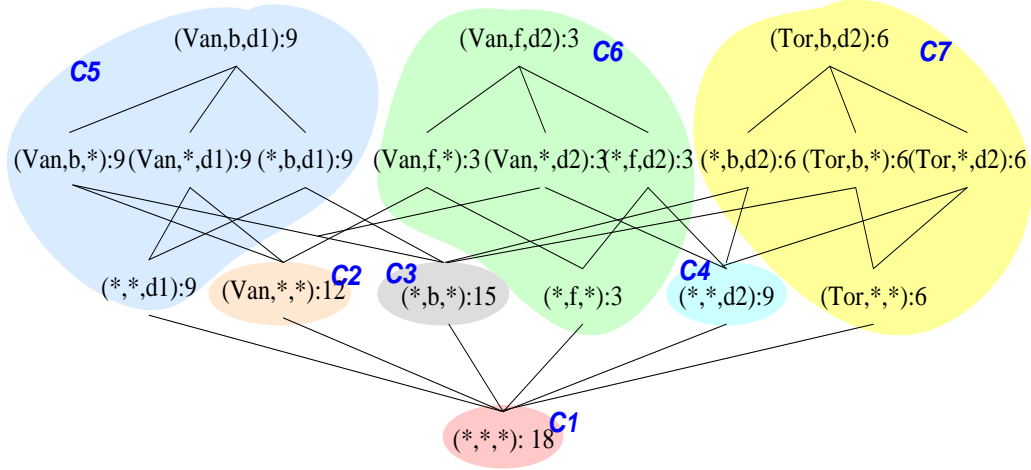 (Van,b,d1):9 (Van,f,d2):3 (Tor,b,d2):6
C5 C6 C7
(Van,b,*):9 (Van,*,d1):9 (*,b,d1):9 (Van,f,*):3 (Van,*,d2):3 (*,f,d2):3 (*,b,d2):6 (Tor,b,*):6 (Tor,*,d2):6
C2 C3 C4
(*,*,d1):9 (Van,*,*):12 (*,b,*):15 (*,f,*):3 (*,*,d2):9 (Tor,*,*):6
C1
(*,*,*): 18